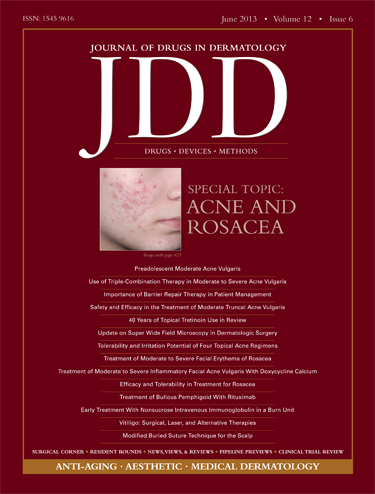 ISSN: 1545 9616
June 2013 • Volume 12 • Issue 6
JOURNAL OF DRUGS IN DERMATOLOGY
JDD
DRUGS • DEVICES • METHODS
SPECIAL TOPIC:
ACNE AND
ROSACEA
Preadolescent Moderate Acne Vulgaris
Use of Triple-Combination Therapy in Moderate to Severe Acne Vulgaris
Importance of Barrier Repair Therapy in Patient Management
Safety and Efficacy in the Treatment of Moderate Truncal Acne Vulgaris
40 Years of Topical Tretinoin Use in Review
Update on Super Wide Field Microscopy in Dermatologic Surgery
Tolerability and Irritation Potential of Four Topical Acne Regimens
Treatment of Moderate to Severe Facial Erythema of Rosacea
Treatment of Moderate to Severe Inflammatory Facial Acne Vulgaris With Doxycycline Calcium
Efficacy and Tolerability in Treatment for Rosacea
Treatment of Bullous Pemphigoid With Rituximab
Early Treatment With Nonsucrose Intravenous Immunoglobulin in a Burn Unit
Vitiligo: Surgical, Laser, and Alternative Therapies
Modified Buried Suture Technique for the Scalp
SURGICAL CORNER • RESIDENT ROUNDS • NEWS, VIEWS, & REVIEWS • PIPELINE PREVIEWS • CLINICAL TRIAL REVIEW
ANTI-AGING • AESTHETIC • MEDICAL DERMATOLOGY